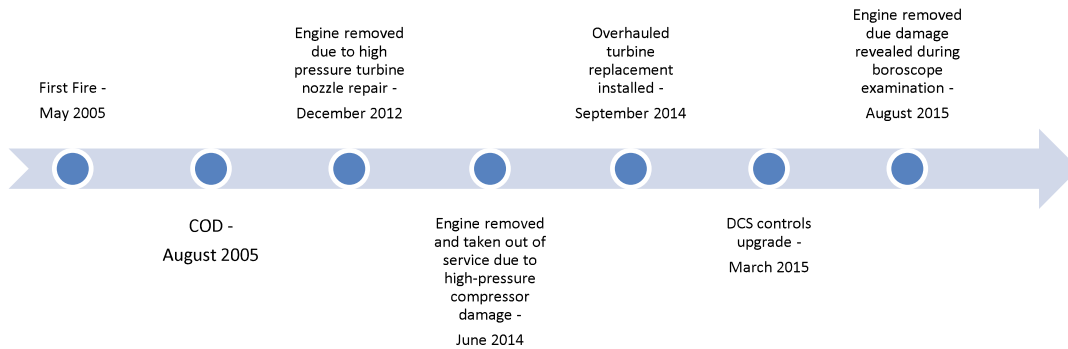 First Fire -
May 2005
COD -
August 2005
Engine removed
due to high
pressure turbine
nozzle repair -
December 2012
Engine removed
and taken out of
service due to
high-pressure
compressor
damage -
June 2014
Overhauled
turbine
replacement
installed -
September 2014
DCS controls
upgrade -
March 2015
Engine removed
due damage
revealed during
boroscope
examination -
August 2015